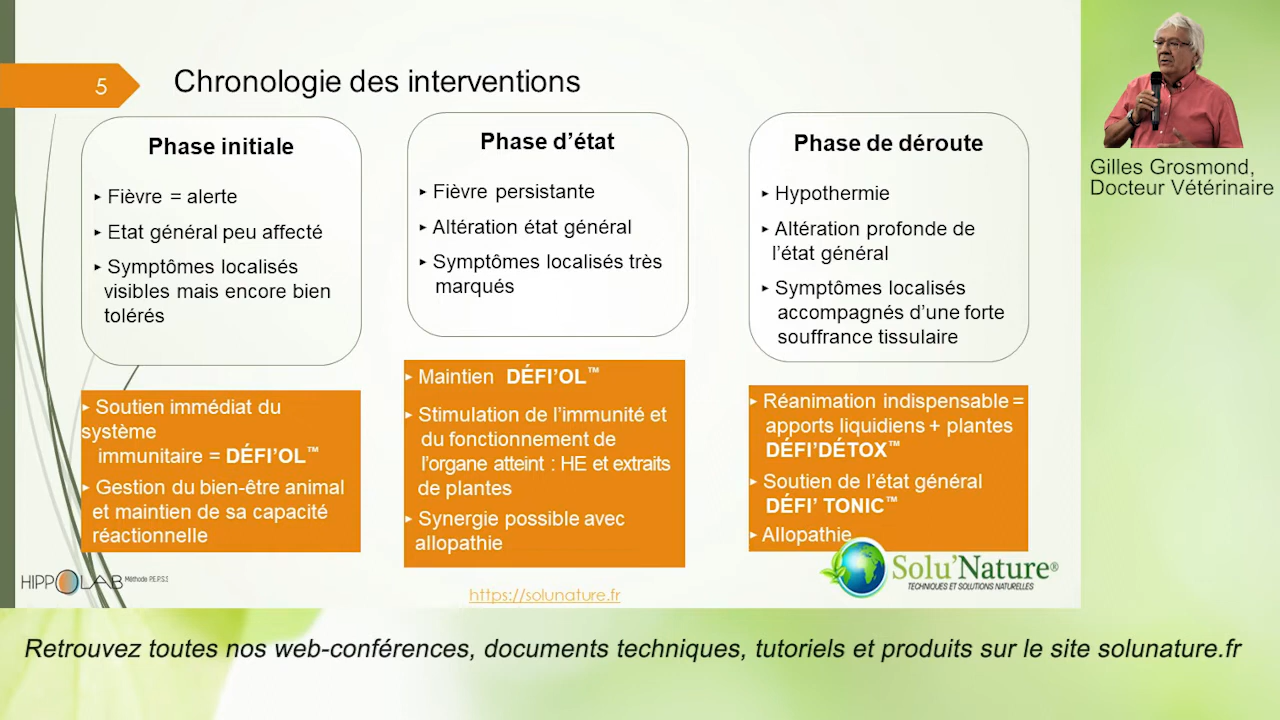 5
Chronologie des interventions
Phase initiale
‣ Fièvre = alerte
‣ Etat général peu affecté
‣ Symptômes localisés
visibles mais encore bien
tolérés
‣ Soutien immédiat du
système
immunitaire = DÉFI’OL™
‣ Gestion du bien-être animal
et maintien de sa capacité
réactionnelle
Phase d’état
‣ Fièvre persistante
‣ Altération état général
‣ Symptômes localisés très
marqués
‣ Maintien DÉFI’OL™
‣ Stimulation de l’immunité et
du fonctionnement de
l’organe atteint : HE et extraits
de plantes
‣ Synergie possible avec
allopathie
Phase de déroute
‣ Hypothermie
‣ Altération profonde de
l’état général
‣ Symptômes localisés
accompagnés d’une forte
souffrance tissulaire
‣ Réanimation indispensable =
apports liquidiens + plantes
DÉFI’DÉTOX™
‣ Soutien de l’état général
DÉFI’ TONIC™
‣ Allopathie
HIPPOLAB Méthode P.E.P.S.S
https://solunature.fr
Solu’Nature®
TECHNIQUES ET SOLUTIONS NATURELLES
Gilles Grosmond,
Docteur Vétérinaire
Retrouvez toutes nos web-conférences, documents techniques, tutoriels et produits sur le site solunature.fr